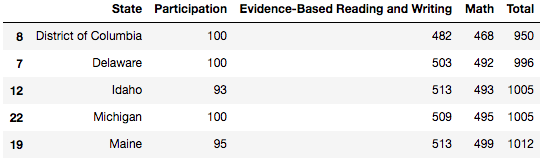 State Participation Evidence-Based Reading and Writing Math Total
8 District of Columbia 100 482 468 950
7 Delaware 100 503 492 996
12 Idaho 93 513 493 1005
22 Michigan 100 509 495 1005
19 Maine 95 513 499 1012